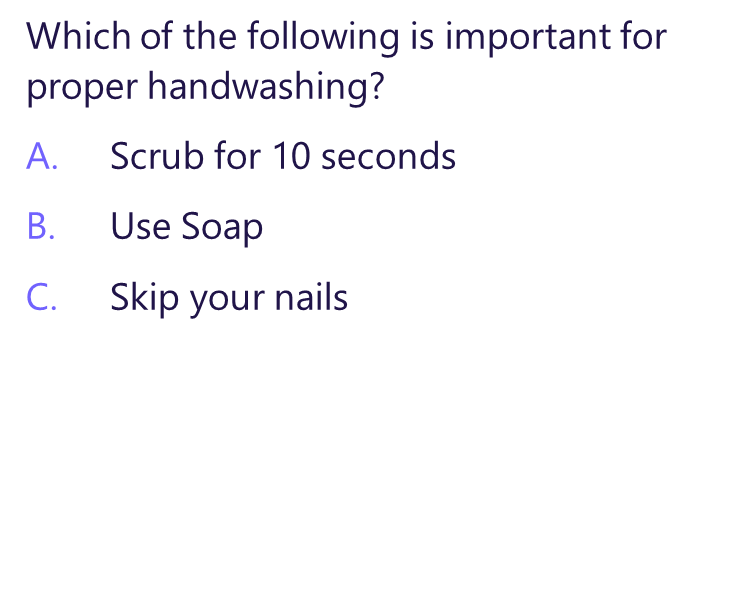 Which of the following is important for
proper handwashing?
A. Scrub for 10 seconds
B. Use Soap
C. Skip your nails